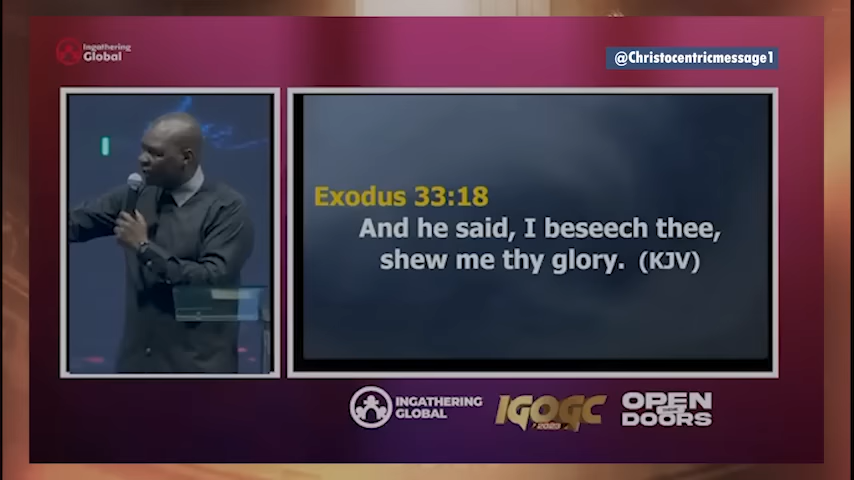 Ingathering
Global
@Christocentricmessage1
Exodus 33:18
And he said, I beseech thee,
shew me thy glory. (KJV)
INGATHERING
GLOBAL
IGOGC
2023
OPEN
DOORS